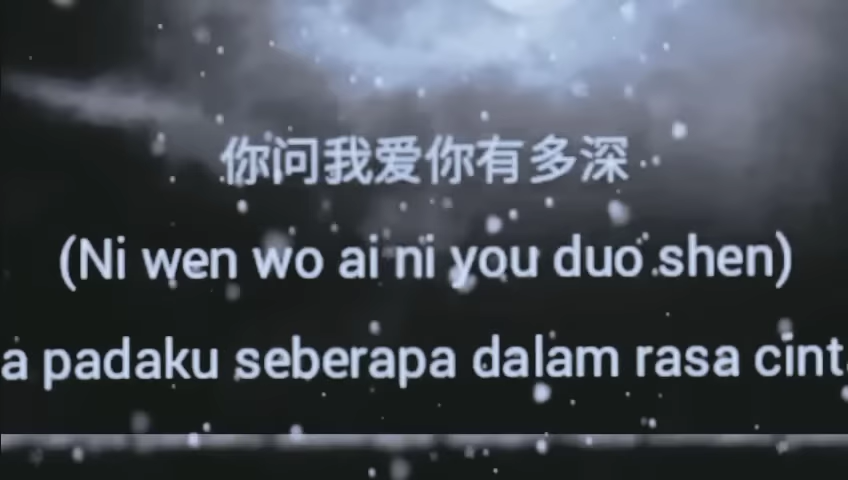 你问我爱你有多深
(Ni wen wo ai ni you duo shen)
a padaku seberapa dalam rasa cint